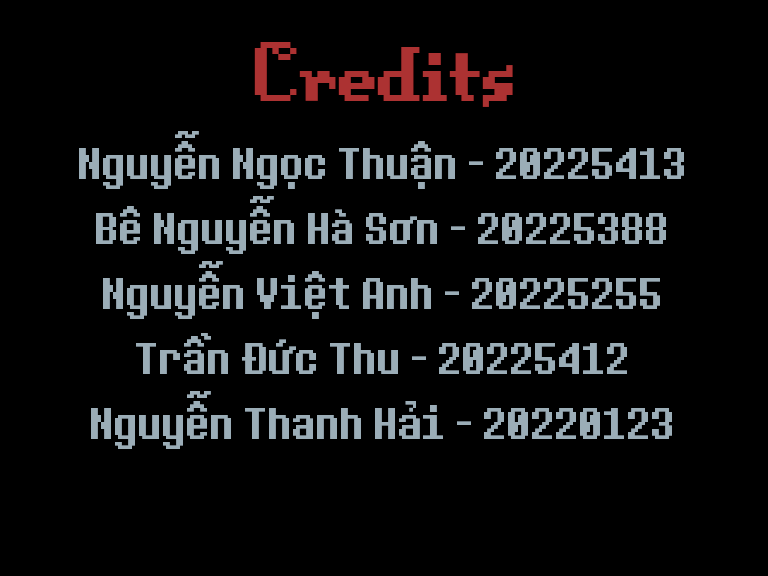 Credits
Nguyễn Ngọc Thuận - 20225413
Bê Nguyễn Hà Sơn - 20225388
Nguyễn Việt Anh - 20225255
Trần Đức Thu - 20225412
Nguyễn Thanh Hải - 20220123